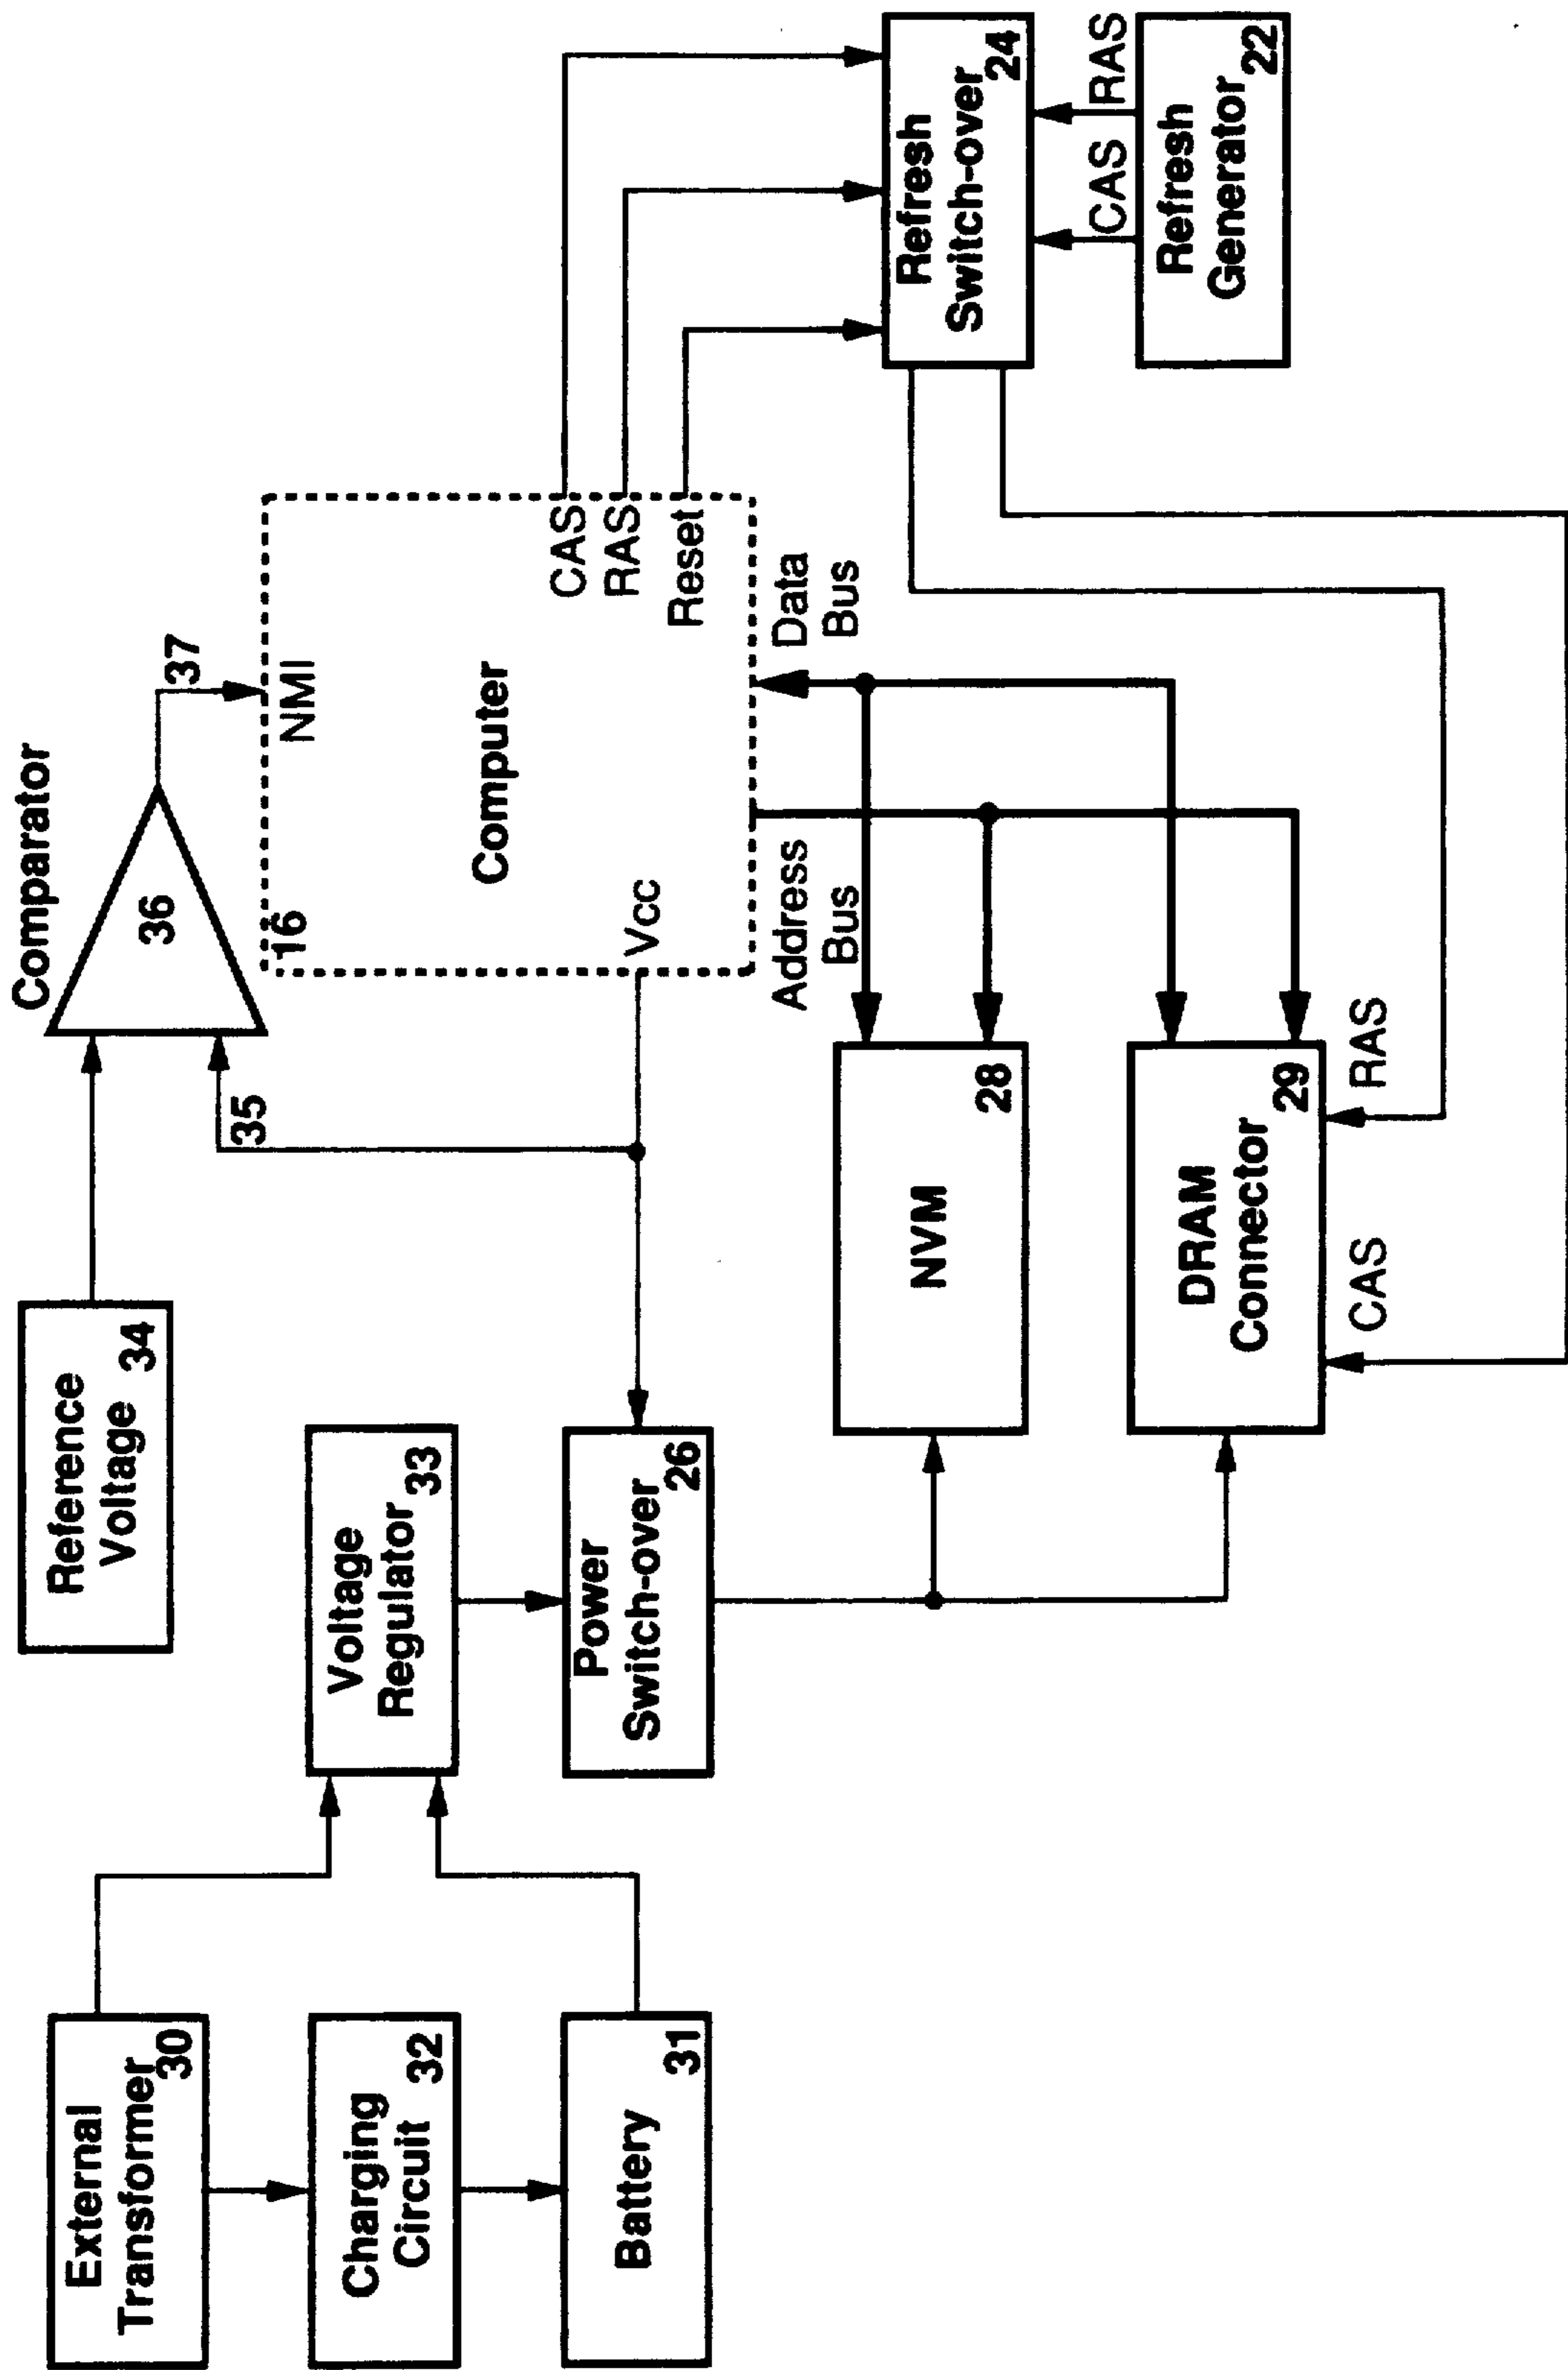 External
Transformer
30
Charging
Circuit
32
Battery
31
Voltage
Regulator
33
Power
Switch-over
26
Reference
Voltage
34
Comparator
36
35
37
16
NMI
Computer
Vcc
CAS
RAS
Reset
Address
Bus
Data
Bus
NVM
28
DRAM
Connector
29
CAS
RAS
Refresh
Switch-over
24
CAS
RAS
Refresh
Generator
22